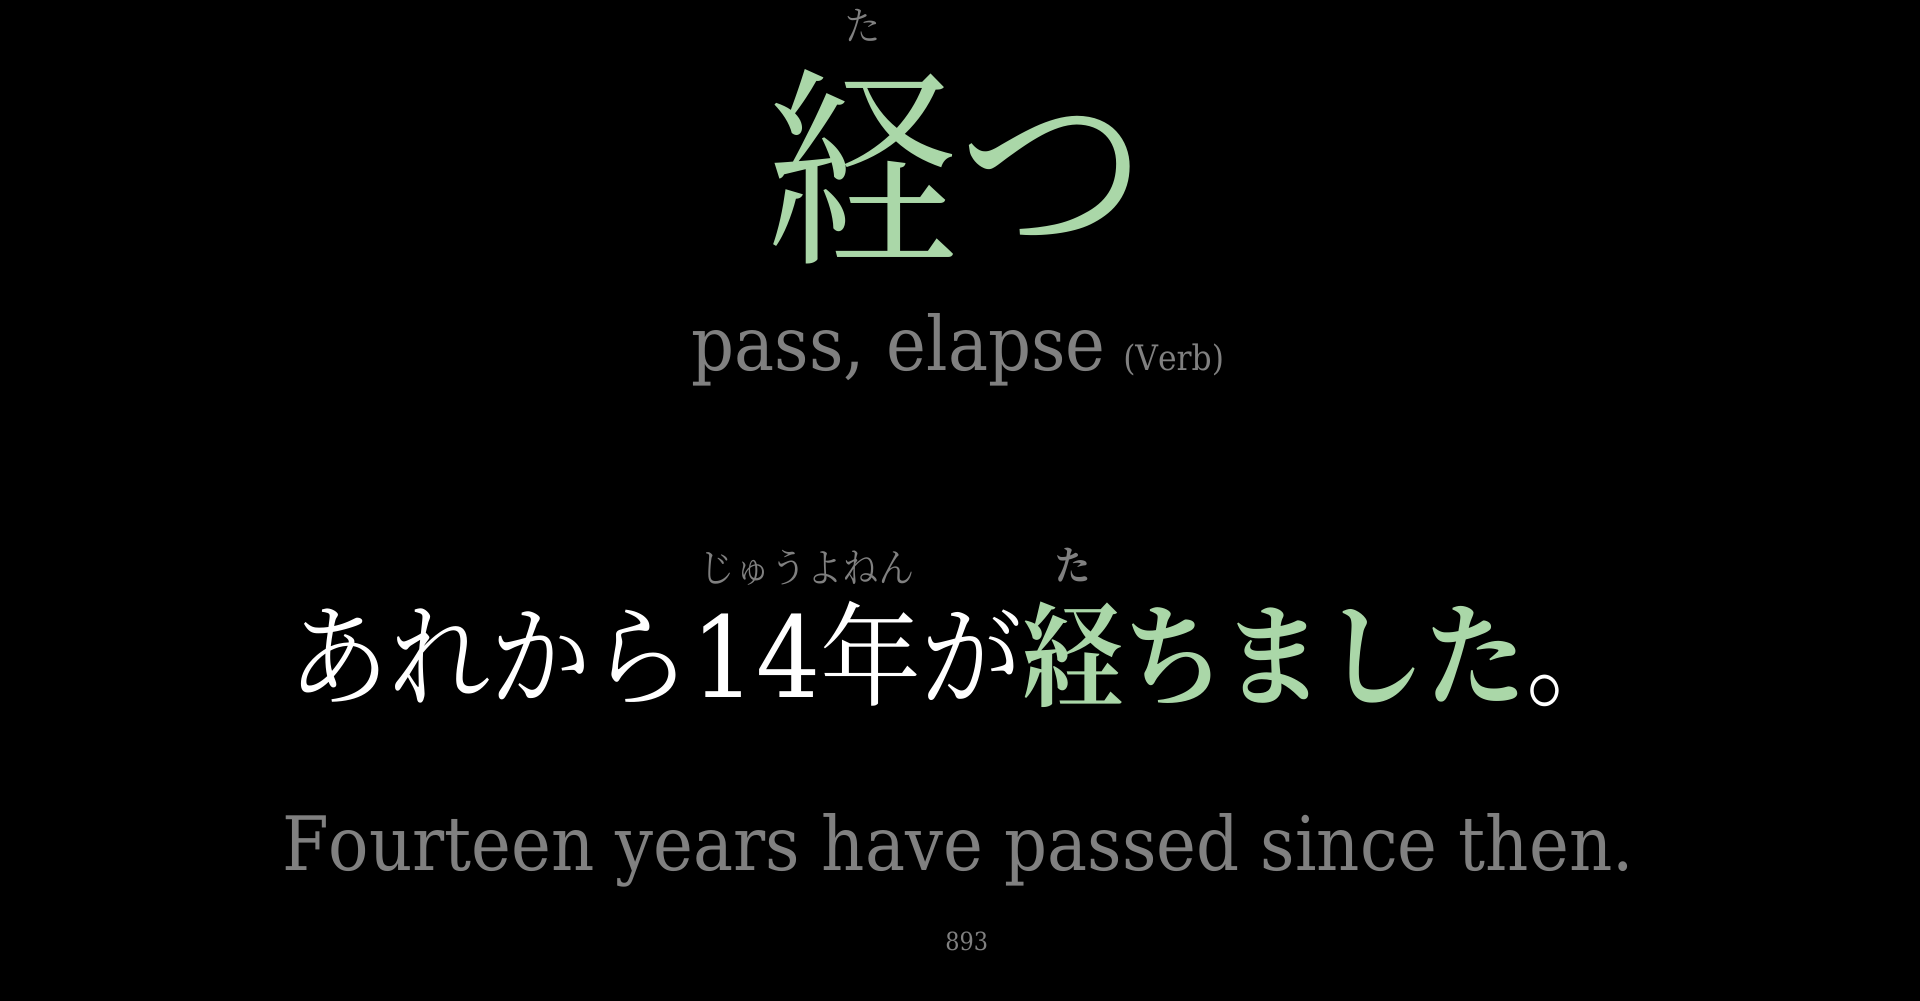 た
経つ
pass, elapse (Verb)
じゅうよねん た
あれから14年が経ちました。
Fourteen years have passed since then.
893